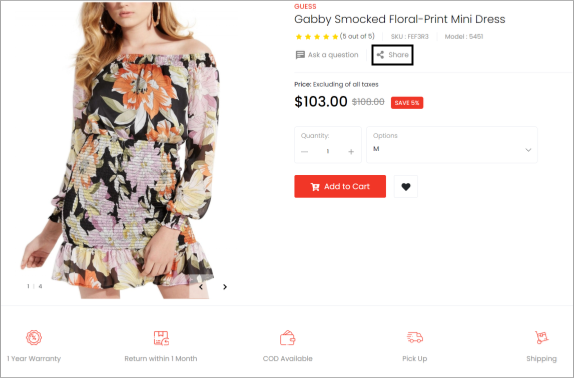 GUESS
Gabby Smocked Floral-Print Mini Dress
(5 out of 5) SKU : FEF3R3 Model : 5451
Ask a question Share
Price: Excluding of all taxes
$103.00 $108.00 SAVE 5%
Quantity: Options
1 M
Add to Cart
1 4
1 Year Warranty Return within 1 Month COD Available Pick Up Shipping